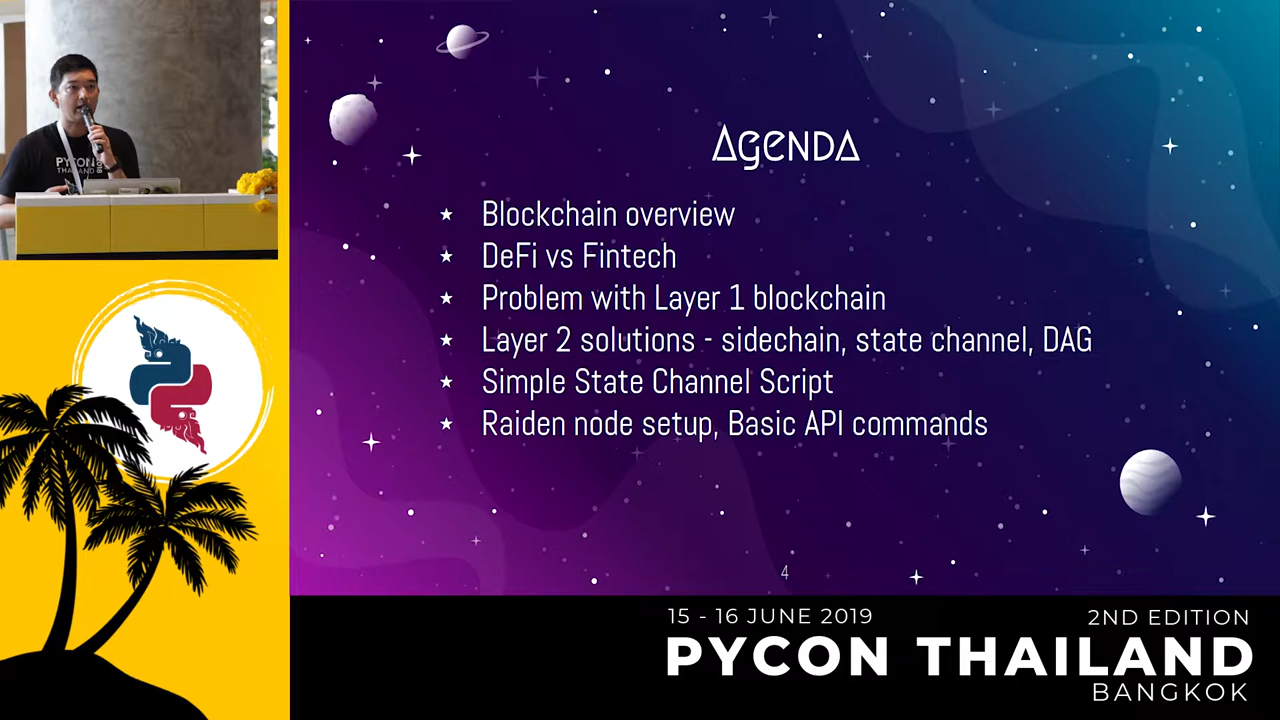 PYCON
THAILAND
Agenda
Blockchain overview
DeFi vs Fintech
Problem with Layer 1 blockchain
Layer 2 solutions - sidechain, state channel, DAG
Simple State Channel Script
Raiden node setup, Basic API commands
4
15 - 16 JUNE 2019
2ND EDITION
PYCON THAILAND
BANGKOK